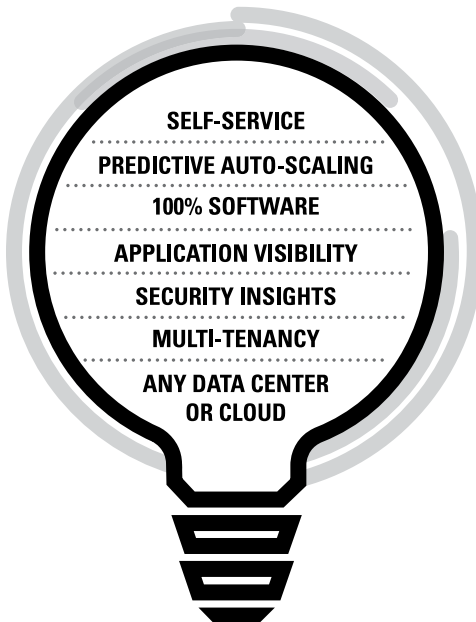 SELF-SERVICE
PREDICTIVE AUTO-SCALING
100% SOFTWARE
APPLICATION VISIBILITY
SECURITY INSIGHTS
MULTI-TENANCY
ANY DATA CENTER
OR CLOUD